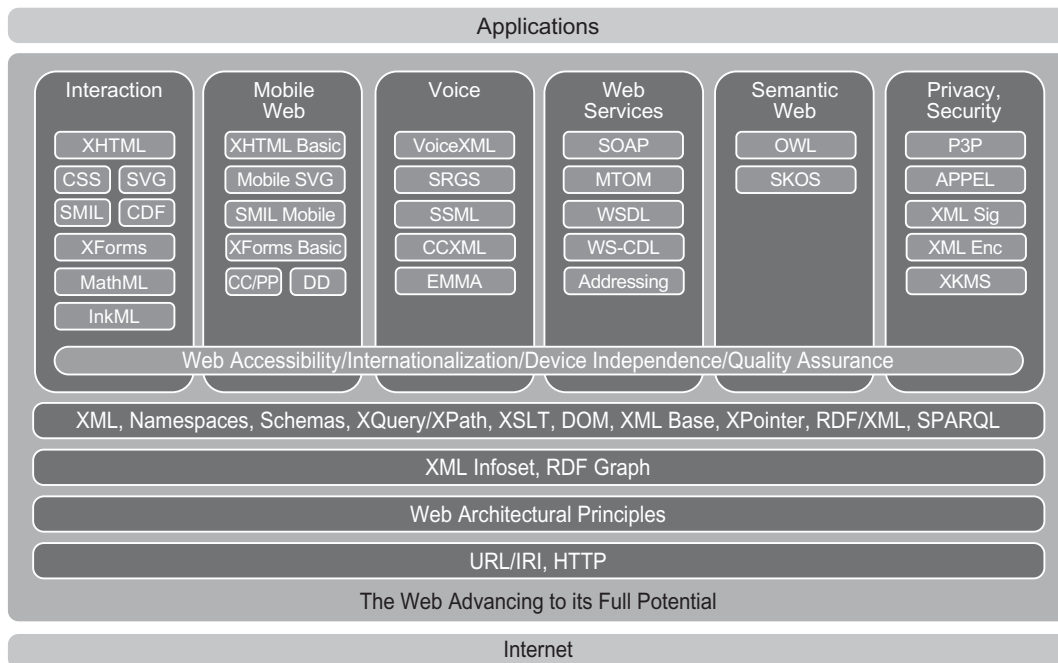 Applications
Interaction
XHTML
CSS
SVG
SMIL
CDF
XForms
MathML
InkML
Mobile
Web
XHTML Basic
Mobile SVG
SMIL Mobile
XForms Basic
CC/PP
DD
Voice
VoiceXML
SRGS
SSML
CCXML
EMMA
Web
Services
SOAP
MTOM
WSDL
WS-CDL
Addressing
Semantic
Web
OWL
SKOS
Privacy,
Security
P3P
APPEL
XML Sig
XML Enc
XKMS
Web Accessibility/Internationalization/Device Independence/Quality Assurance
XML, Namespaces, Schemas, XQuery/XPath, XSLT, DOM, XML Base, XPointer, RDF/XML, SPARQL
XML Infoset, RDF Graph
Web Architectural Principles
URL/IRI, HTTP
The Web Advancing to its Full Potential
Internet